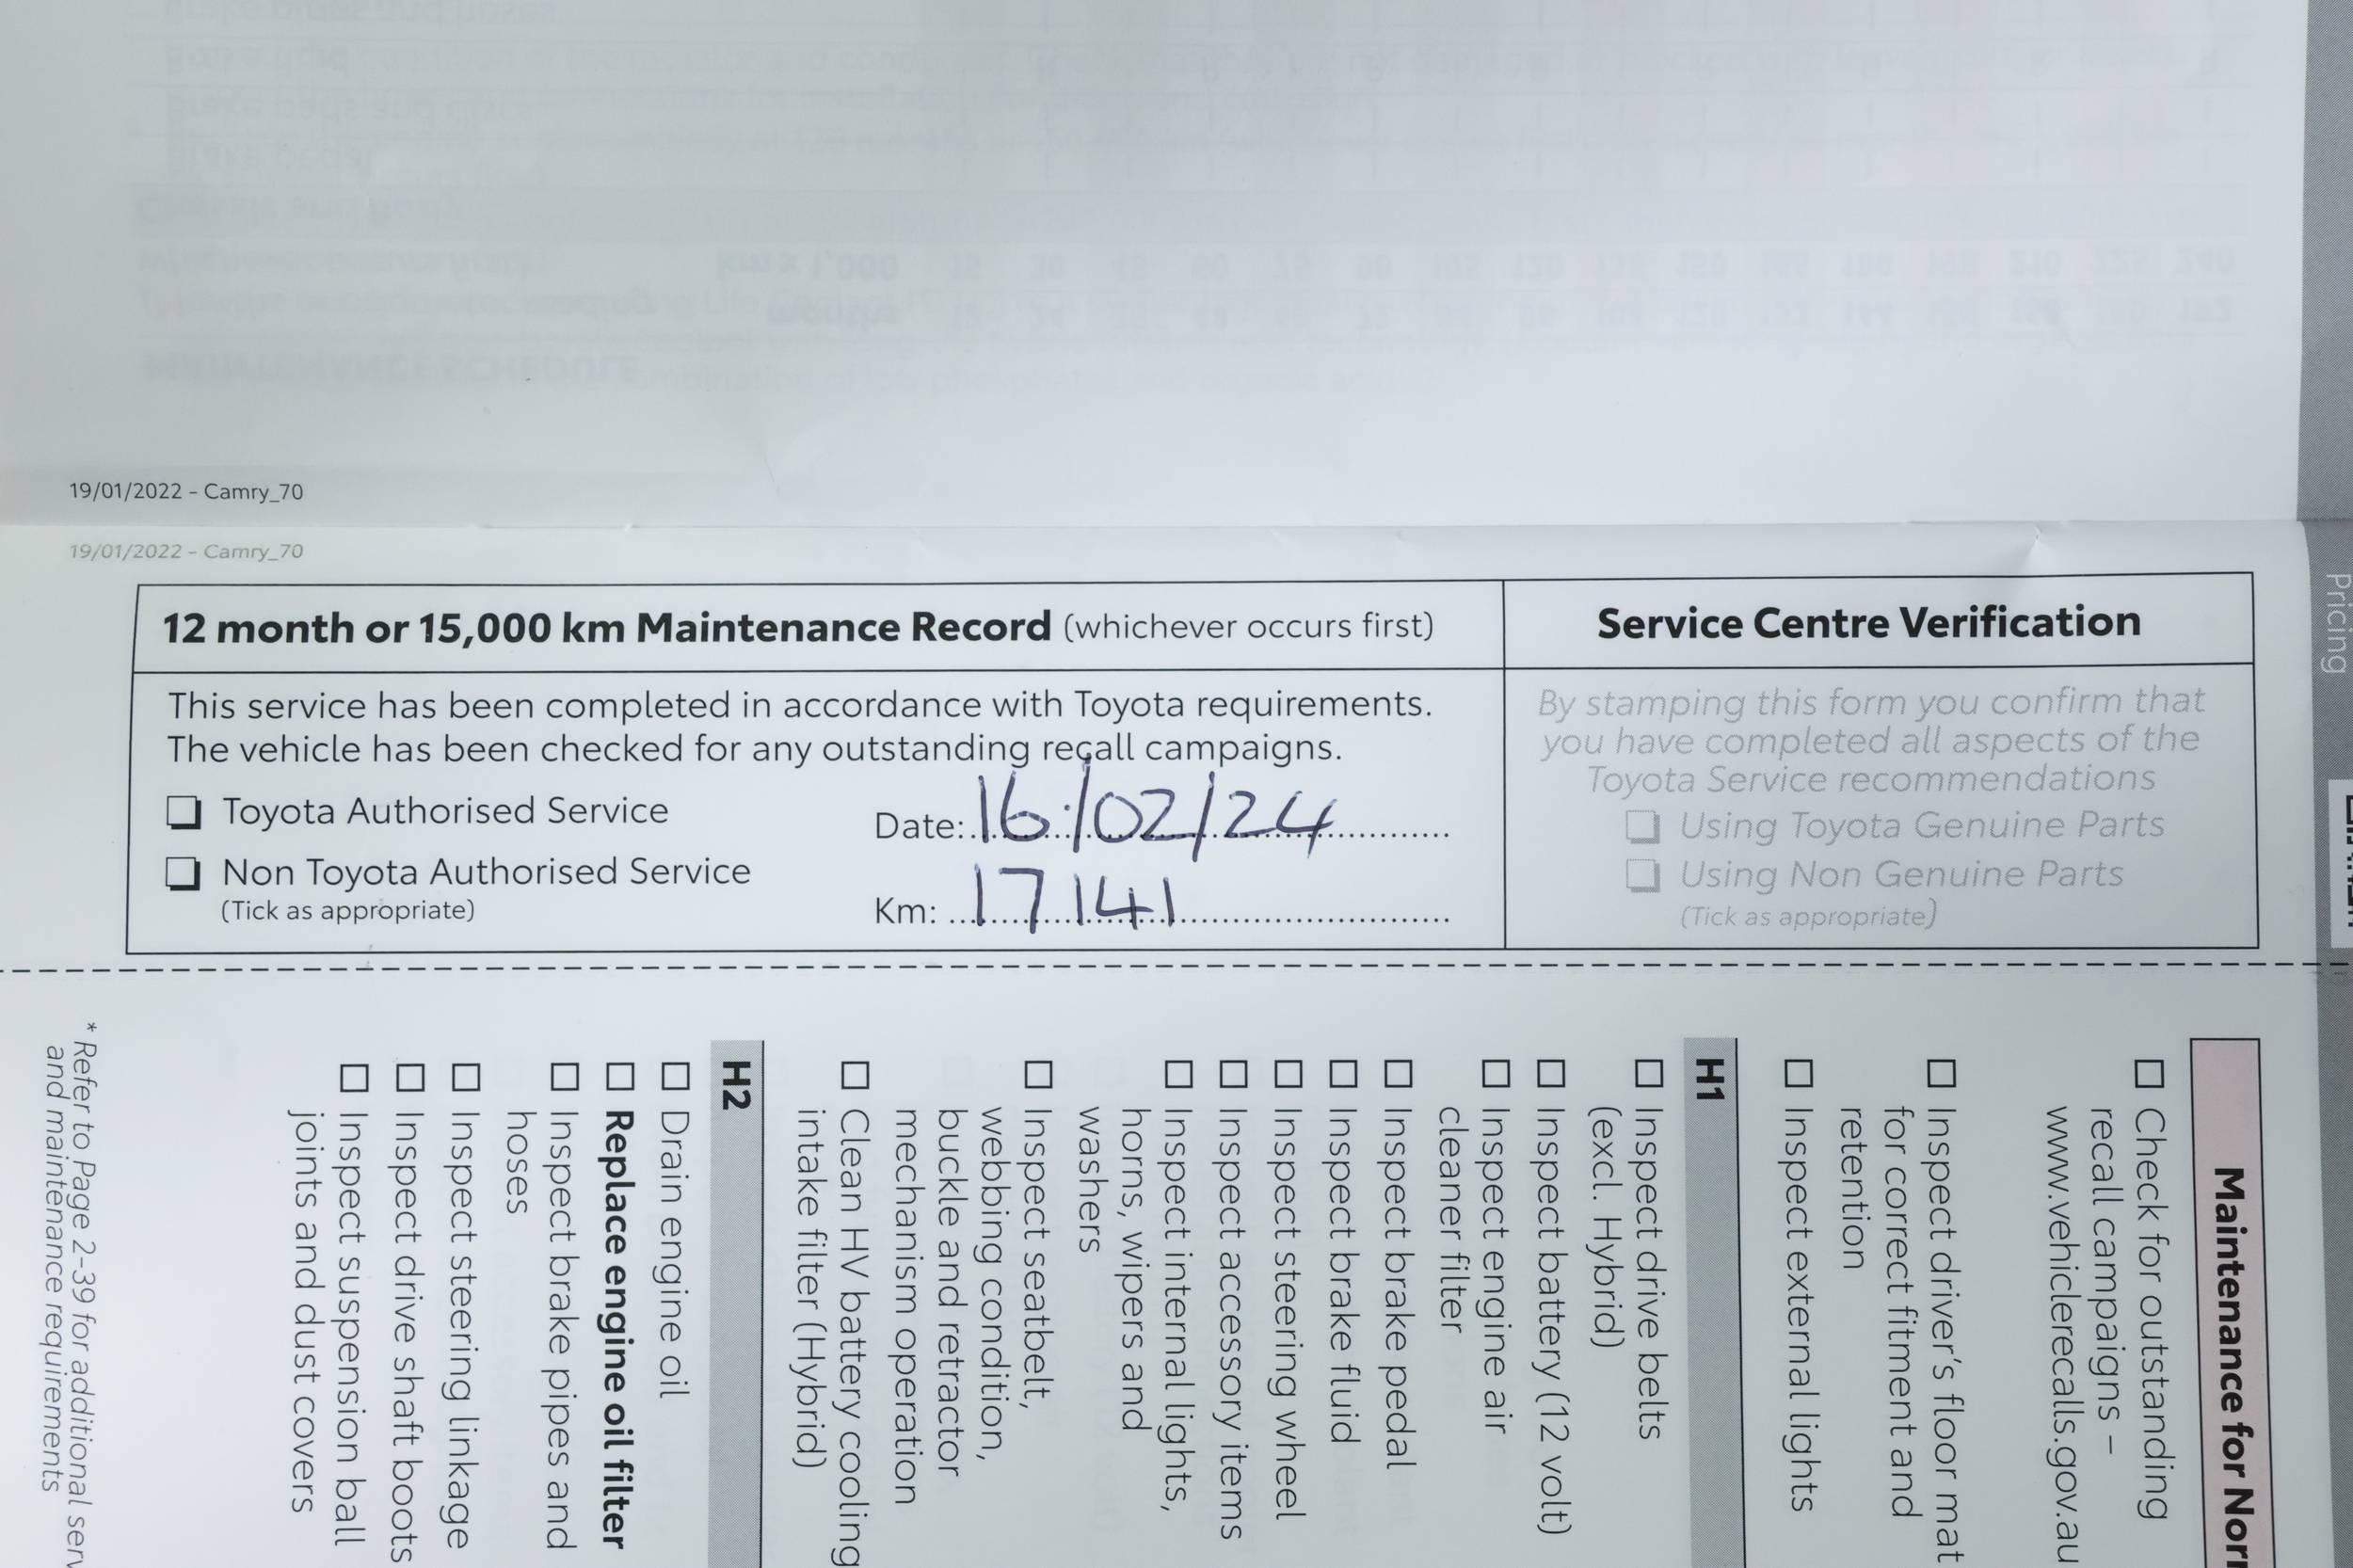 19/01/2022 - Camry_70
19/01/2022 - Camry_70
12 month or 15,000 km Maintenance Record (whichever occurs first)
This service has been completed in accordance with Toyota requirements.
The vehicle has been checked for any outstanding recall campaigns.
Toyota Authorised Service
Non Toyota Authorised Service
(Tick as appropriate)
Date: 16/02/24
Km: 17141
Service Centre Verification
By stamping this form you confirm that
you have completed all aspects of the
Toyota Service recommendations
Using Toyota Genuine Parts
Using Non Genuine Parts
(Tick as appropriate)
Pricing
Maintenance for Nor
Check for outstanding
recall campaigns –
www.vehiclerecalls.gov.au
Inspect driver's floor mat
for correct fitment and
retention
Inspect external lights
H1
Inspect drive belts
(excl. Hybrid)
Inspect battery (12 volt)
Inspect engine air
cleaner filter
Inspect brake pedal
Inspect brake fluid
Inspect steering wheel
Inspect accessory items
Inspect internal lights,
horns, wipers and
washers
Inspect seatbelt,
webbing condition,
buckle and retractor
mechanism operation
Clean HV battery cooling
intake filter (Hybrid)
H2
Drain engine oil
Replace engine oil filter
Inspect brake pipes and
hoses
Inspect steering linkage
Inspect drive shaft boots
Inspect suspension ball
joints and dust covers
* Refer to Page 2-39 for additional serv
and maintenance requirements